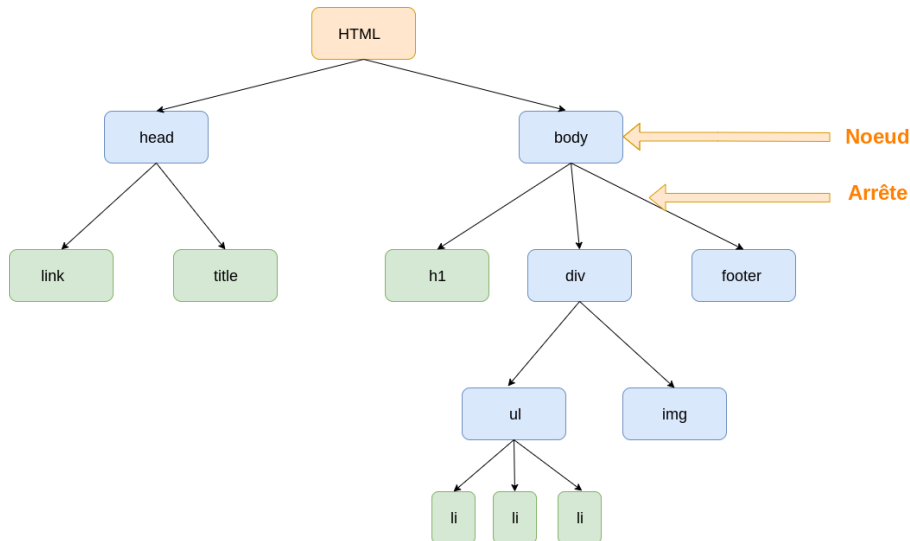 HTML
head
body
Noeud
Arrête
link
title
h1
div
footer
ul
img
li
li
li